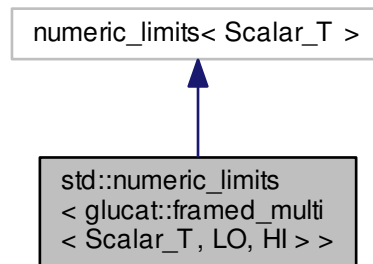 numeric_limits< Scalar_T >
std::numeric_limits
< glucat::framed_multi
< Scalar_T, LO, HI > >